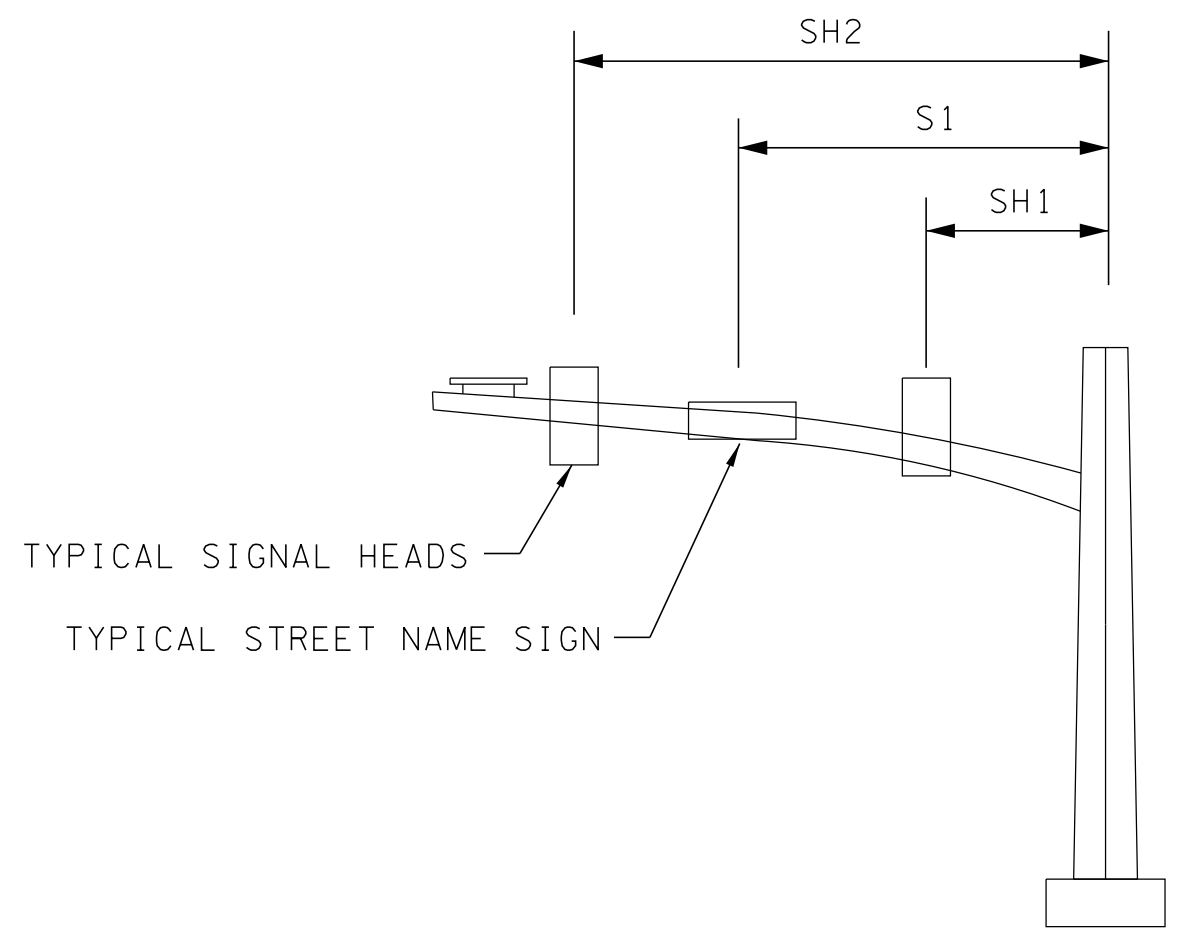 SH2
S1
SH1
TYPICAL SIGNAL HEADS
TYPICAL STREET NAME SIGN